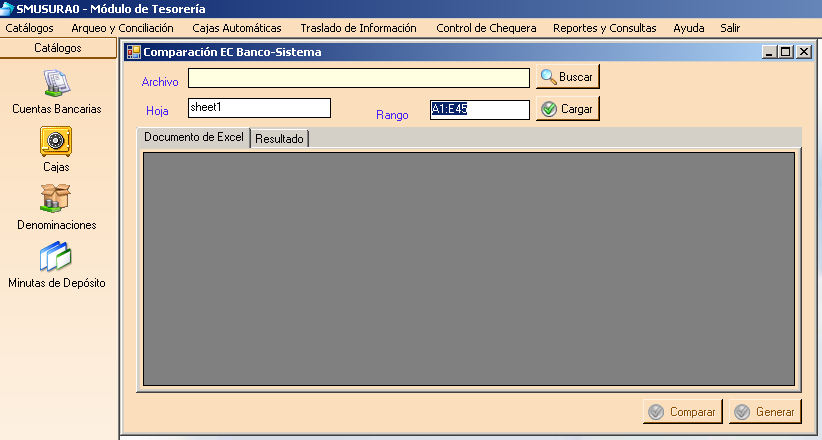 SMUSURA0 - Módulo de Tesorería
Catálogos Arqueo y Conciliación Cajas Automáticas Traslado de Información Control de Chequera Reportes y Consultas Ayuda Salir
Catálogos
Cuentas Bancarias
Cajas
Denominaciones
Minutas de Depósito
Comparación EC Banco-Sistema
Archivo Buscar
Hoja sheet1 Rango A1:E45 Cargar
Documento de Excel Resultado
Comparar Generar